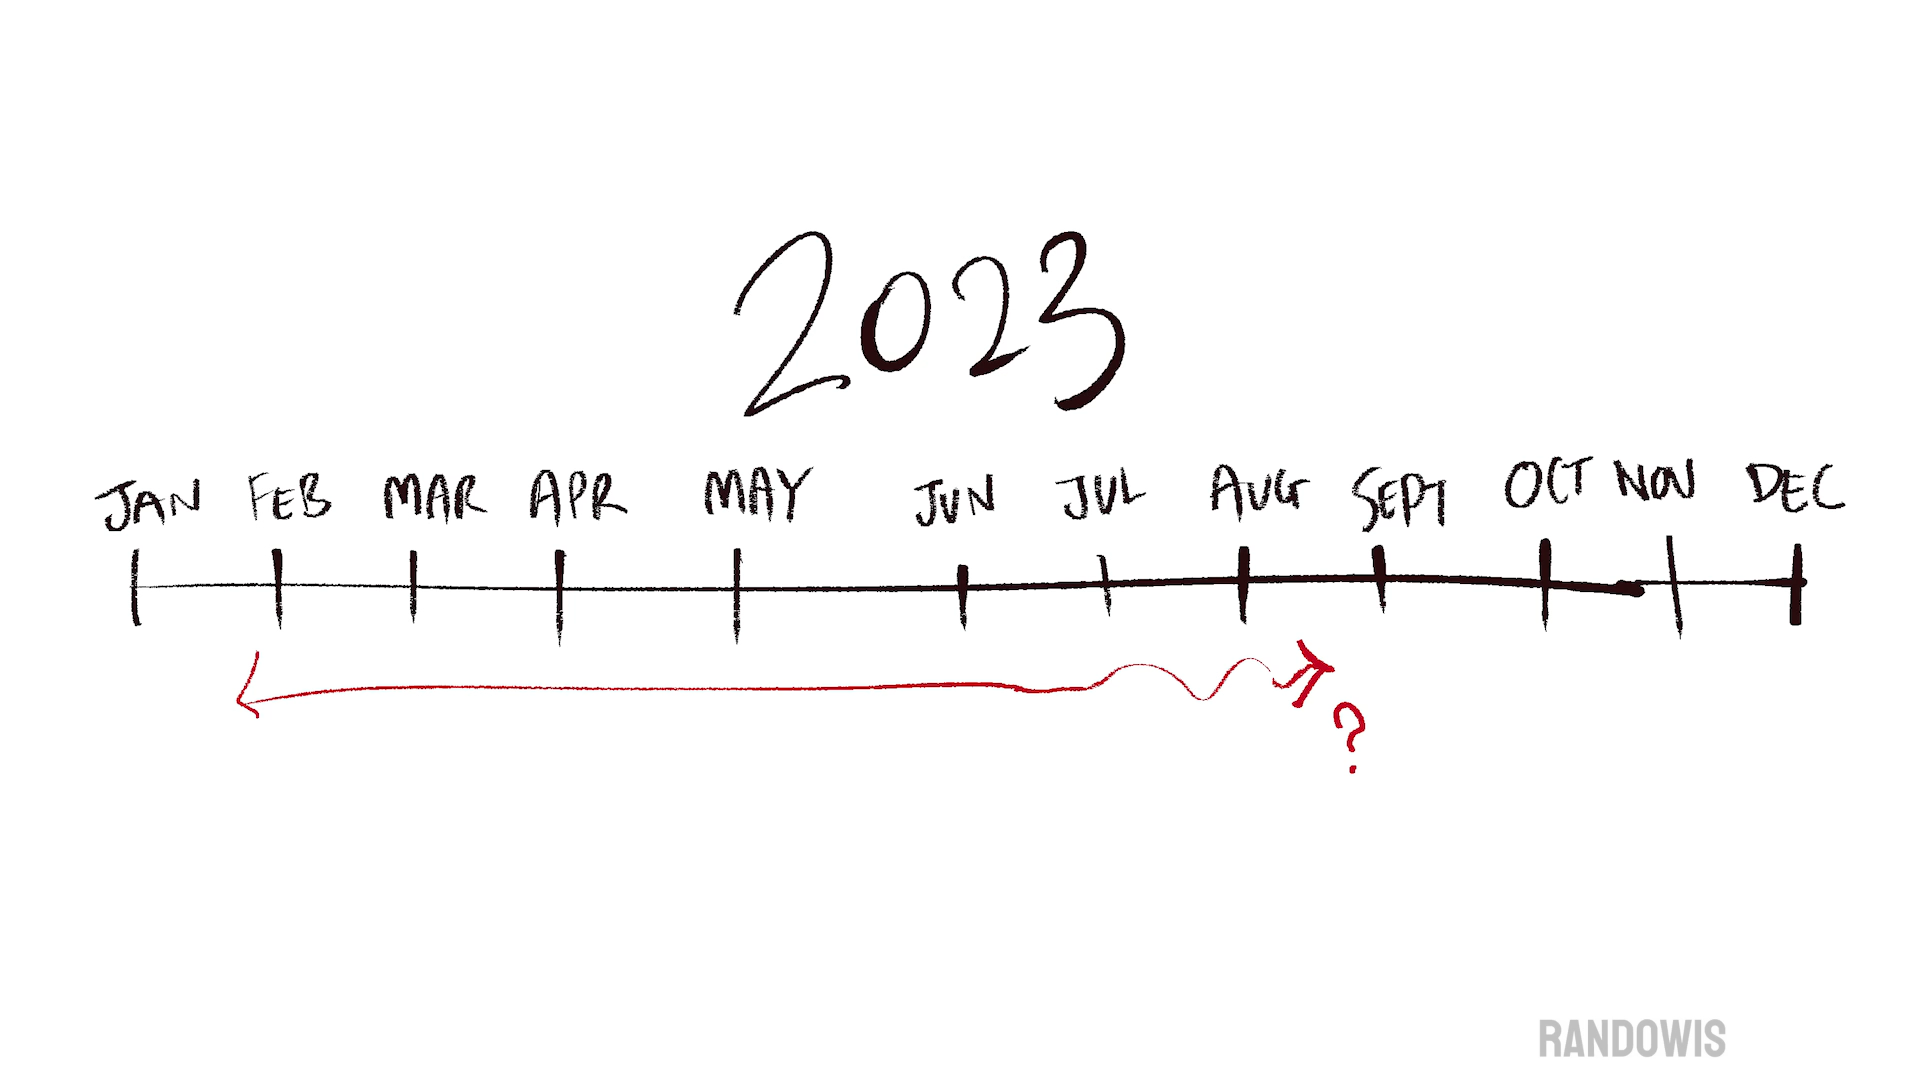 2023
JAN FEB MAR APR MAY JUN JUL AUG SEPT OCT NOV DEC
?
RANDOWIS